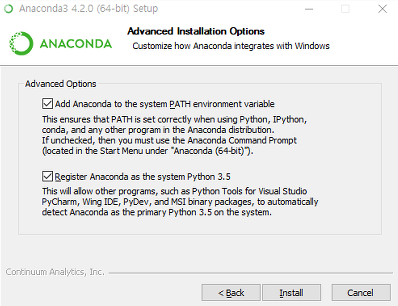 Anaconda3 4.2.0 (64-bit) Setup
ANACONDA
Advanced Installation Options
Customize how Anaconda integrates with Windows
Advanced Options
Add Anaconda to the system PATH environment variable
This ensures that PATH is set correctly when using Python, IPython,
conda, and any other program in the Anaconda distribution.
If unchecked, then you must use the Anaconda Command Prompt
(located in the Start Menu under "Anaconda (64-bit)").
Register Anaconda as the system Python 3.5
This will allow other programs, such as Python Tools for Visual Studio
PyCharm, Wing IDE, PyDev, and MSI binary packages, to automatically
detect Anaconda as the primary Python 3.5 on the system.
Continuum Analytics, Inc.
< Back
Install
Cancel